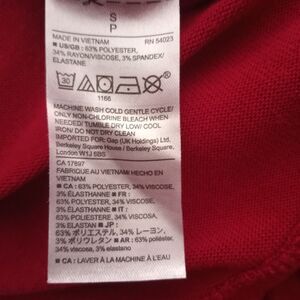 S
P
MADE IN VIETNAM RN 54023
■ US/GB : 63% POLYESTER,
34% RAYON/VISCOSE, 3% SPANDEX/
ELASTANE
30
1166
MACHINE WASH COLD GENTLE CYCLE/
ONLY NON-CHLORINE BLEACH WHEN
NEEDED/ TUMBLE DRY LOW/ COOL
IRON/ DO NOT DRY CLEAN
IMPORTED FOR: Gap (UK Holdings) Ltd.
Berkeley Square House / Berkeley Square,
London W1J 6BS
CA 17897
FABRIQUÉ AU VIETNAM/ HECHO EN
VIETNAM
■ CA : 63% POLYESTER, 34% VISCOSE,
3% ÉLASTHANNE ■ FR :
63% POLYESTER, 34% VISCOSE,
3% ÉLASTHANNE ■ IT :
63% POLIESTERE, 34% VISCOSA,
3% ELASTAN ■ JP :
63% ポリエステル, 34% レーヨン,
3% ポリウレタン ■ AR : 63% poliéster,
34% viscosa, 3% elastano
■ CA : LAVER À LA MACHINE À L'EAU